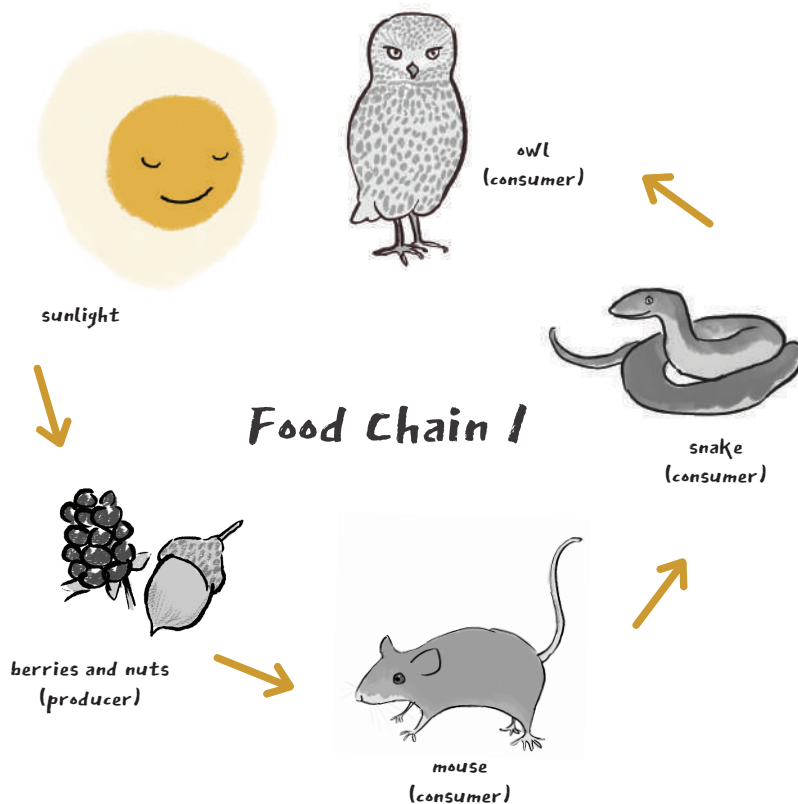 owl
(consumer)
sunlight
Food Chain 1
snake
(consumer)
berries and nuts
(producer)
mouse
(consumer)